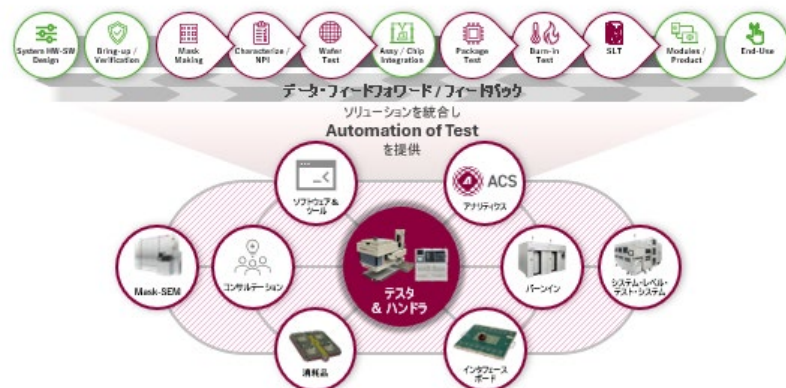 System HW-SW
Design
Bring-up /
Verification
Mask
Making
Characterize /
NPI
Wafer
Test
Assy / Chip
Integration
Package
Test
Burn-in
Test
SLT
Modules /
Product
End-Use
データ・フィードフォワード / フィードバック
ソリューションを統合し
Automation of Test
を提供
ソフトウェア &
ツール
ACS
アナリティクス
Mask-SEM
コンサルテーション
テスタ
& ハンドラ
バーンイン
システム・レベル・
テスト・システム
消耗品
インタフェース
ボード